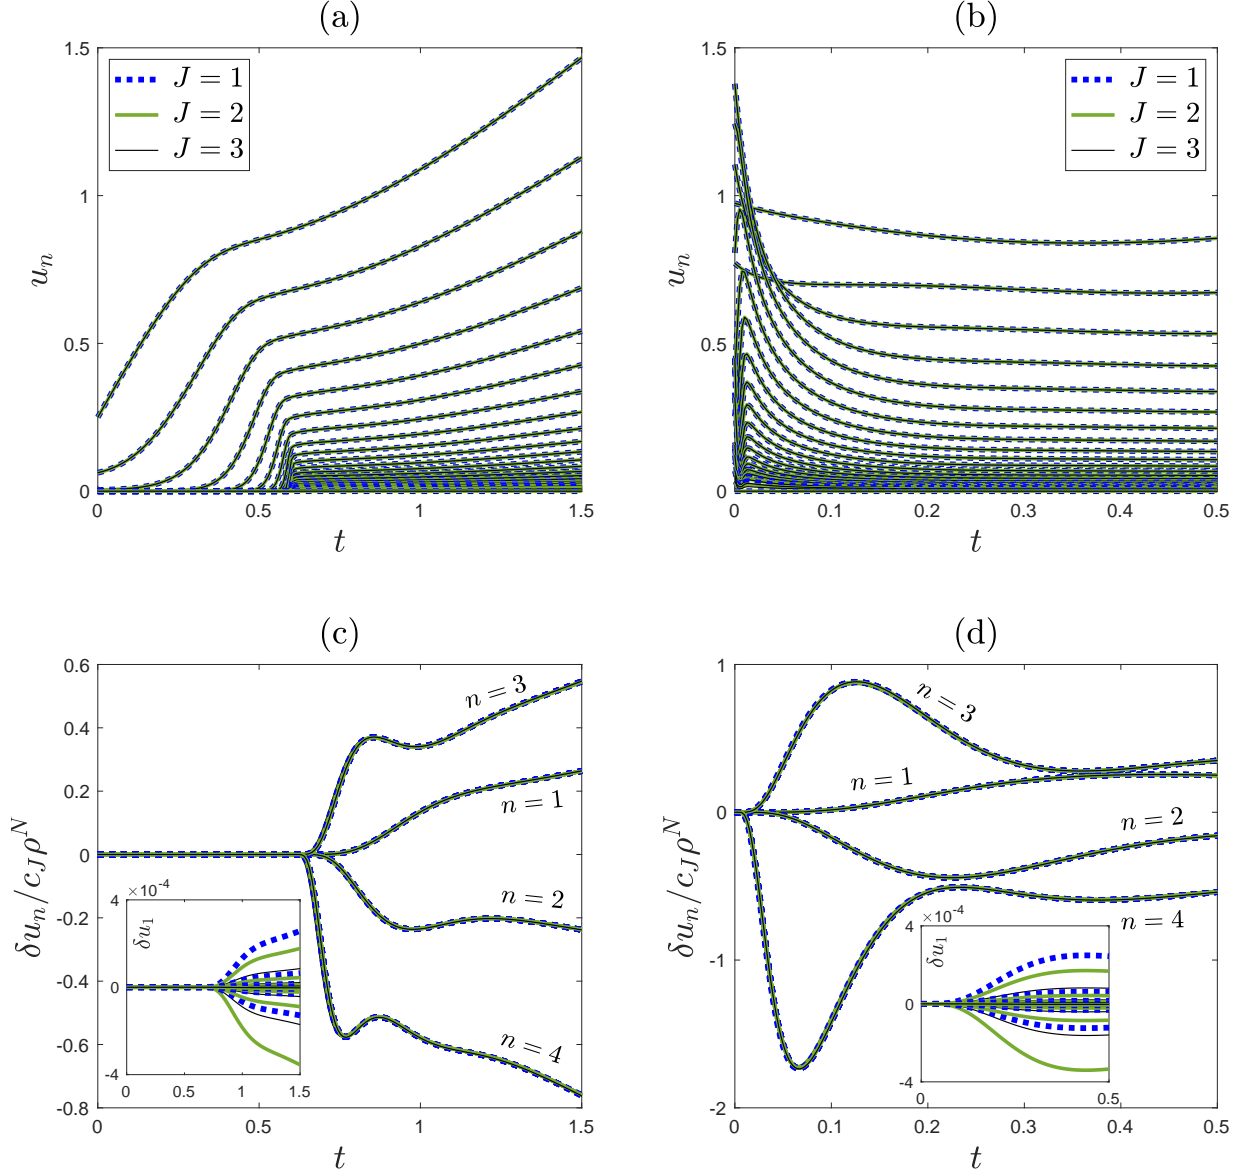 (a)
1.5
1
0.5
0
u_n
J = 1
J = 2
J = 3
0
0.5
1
1.5
t
(b)
1.5
1
0.5
0
u_n
J = 1
J = 2
J = 3
0
0.1
0.2
0.3
0.4
0.5
t
(c)
0.6
0.4
0.2
0
-0.2
-0.4
-0.6
-0.8
δu_n/c_Jρ^N
n = 3
n = 1
n = 2
n = 4
×10^-4
4
0
-4
δu_1
0
0.5
1
1.5
0
0.5
1
1.5
t
(d)
1
0
-1
-2
δu_n/c_Jρ^N
n = 3
n = 1
n = 2
n = 4
×10^-4
4
0
-4
δu_1
0
0.5
0
0.1
0.2
0.3
0.4
0.5
t